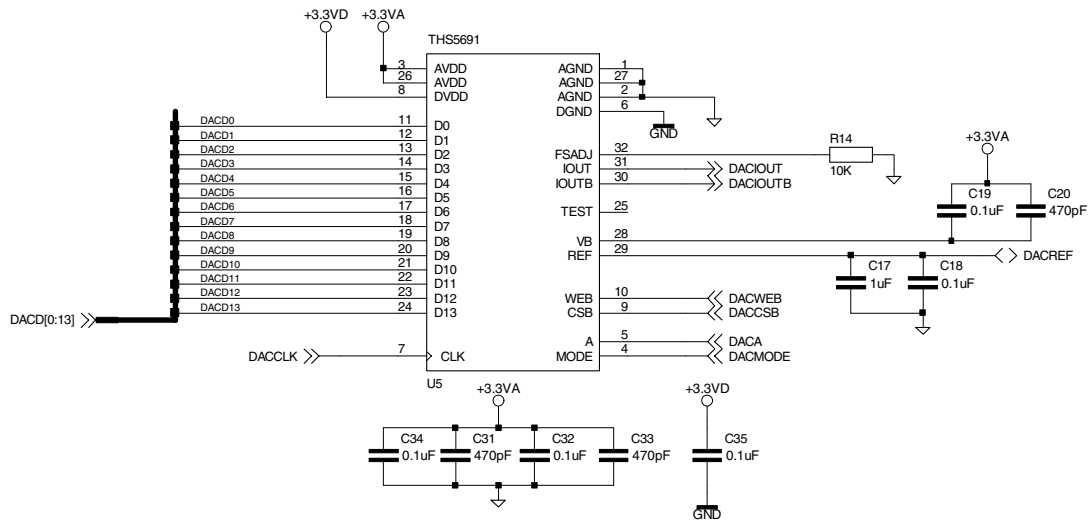 +3.3VD
+3.3VA
THS5691
3 AVDD
26 AVDD
8 DVDD
AGND 1
AGND 27
AGND 2
DGND 6
GND
DACD0 11 D0
DACD1 12 D1
DACD2 13 D2
DACD3 14 D3
DACD4 15 D4
DACD5 16 D5
DACD6 17 D6
DACD7 18 D7
DACD8 19 D8
DACD9 20 D9
DACD10 21 D10
DACD11 22 D11
DACD12 23 D12
DACD13 24 D13
DACD[0:13]
DACCLK 7 CLK
U5
FSADJ 32
R14
10K
IOUT 31 DACIOUT
IOUTB 30 DACIOUTB
TEST 25
VB 28
REF 29
DACREF
+3.3VA
C19
0.1uF
C20
470pF
C17
1uF
C18
0.1uF
WEB 10 DACWEB
CSB 9 DACCSB
A 5 DACA
MODE 4 DACMODE
+3.3VA
C34
0.1uF
C31
470pF
C32
0.1uF
C33
470pF
+3.3VD
C35
0.1uF
GND